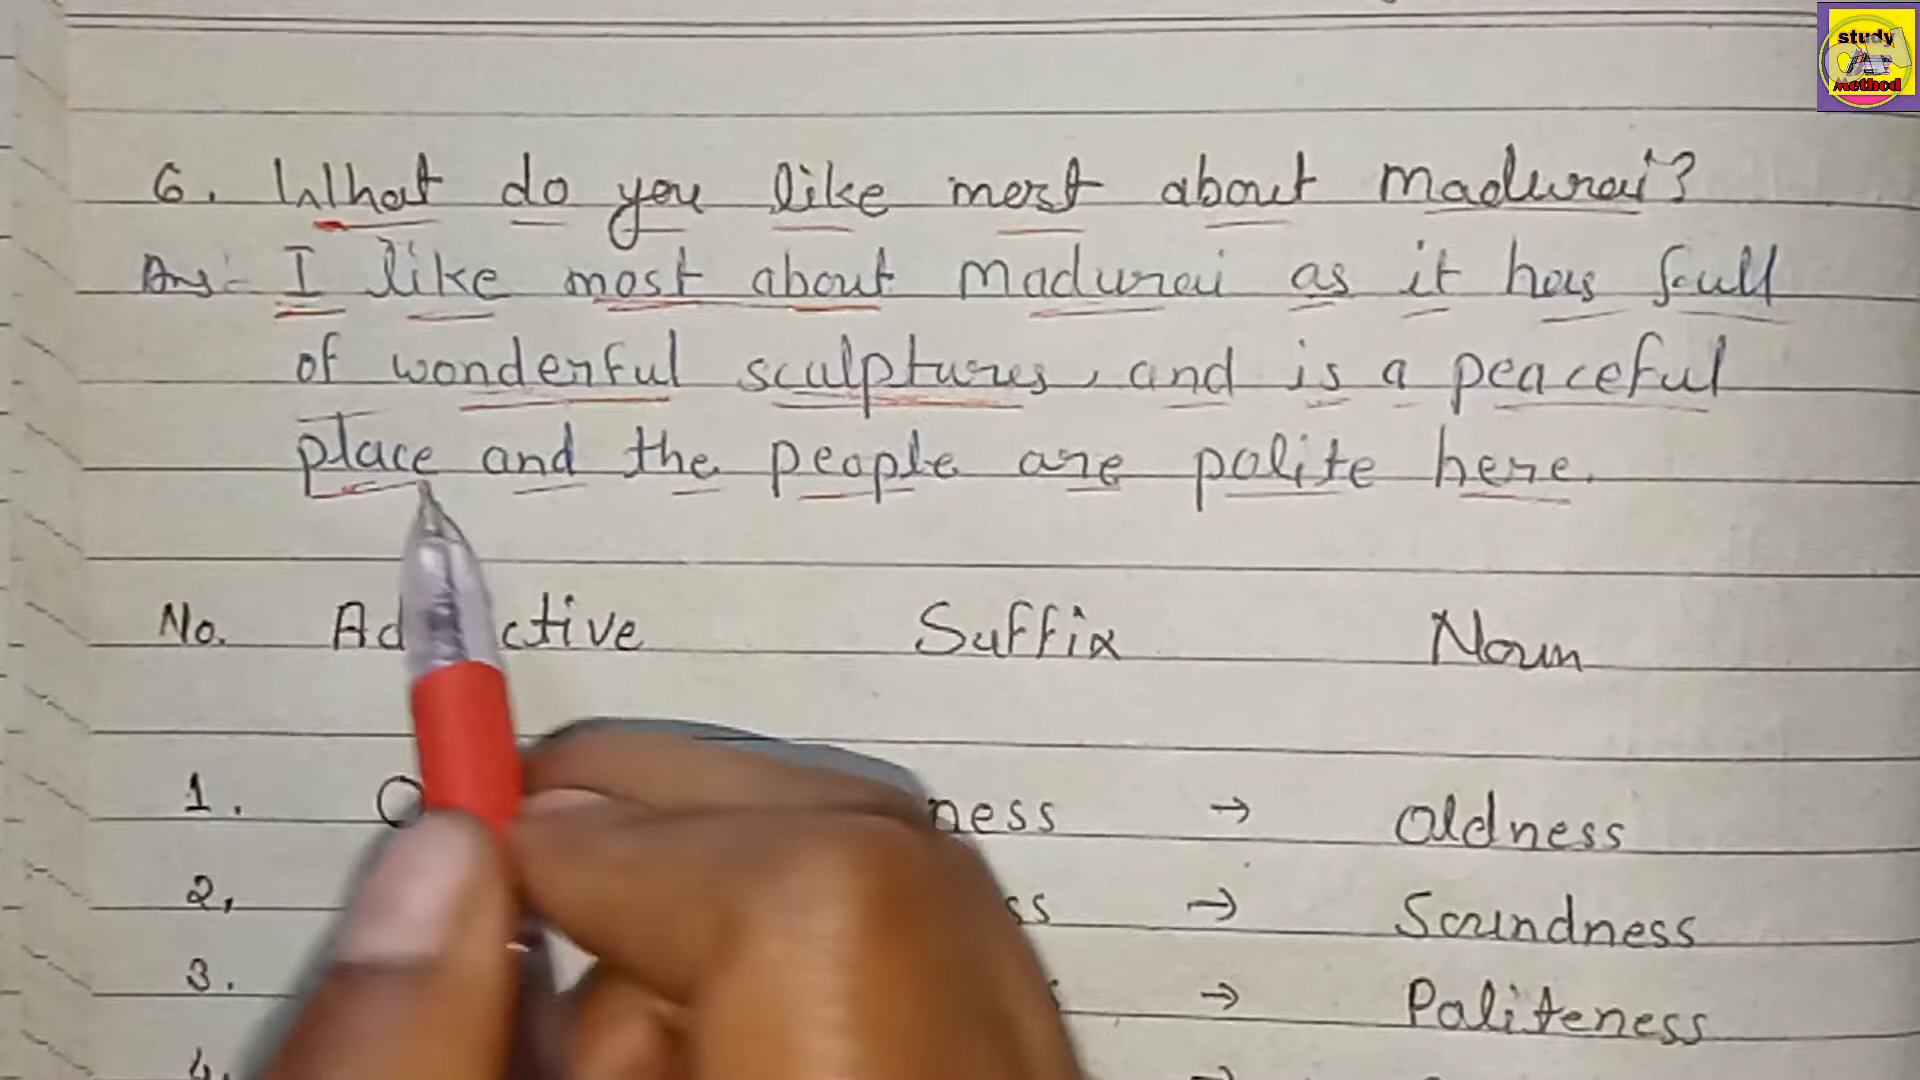 study
Method
6. What do you like most about Madurai?
Ans:- I like most about Madurai as it has full
of wonderful sculptures, and is a peaceful
place and the people are polite here.
No. Ad ctive Suffix Noun
1. O ness → Oldness
2. ss → Soundness
3. → Politeness
4. →